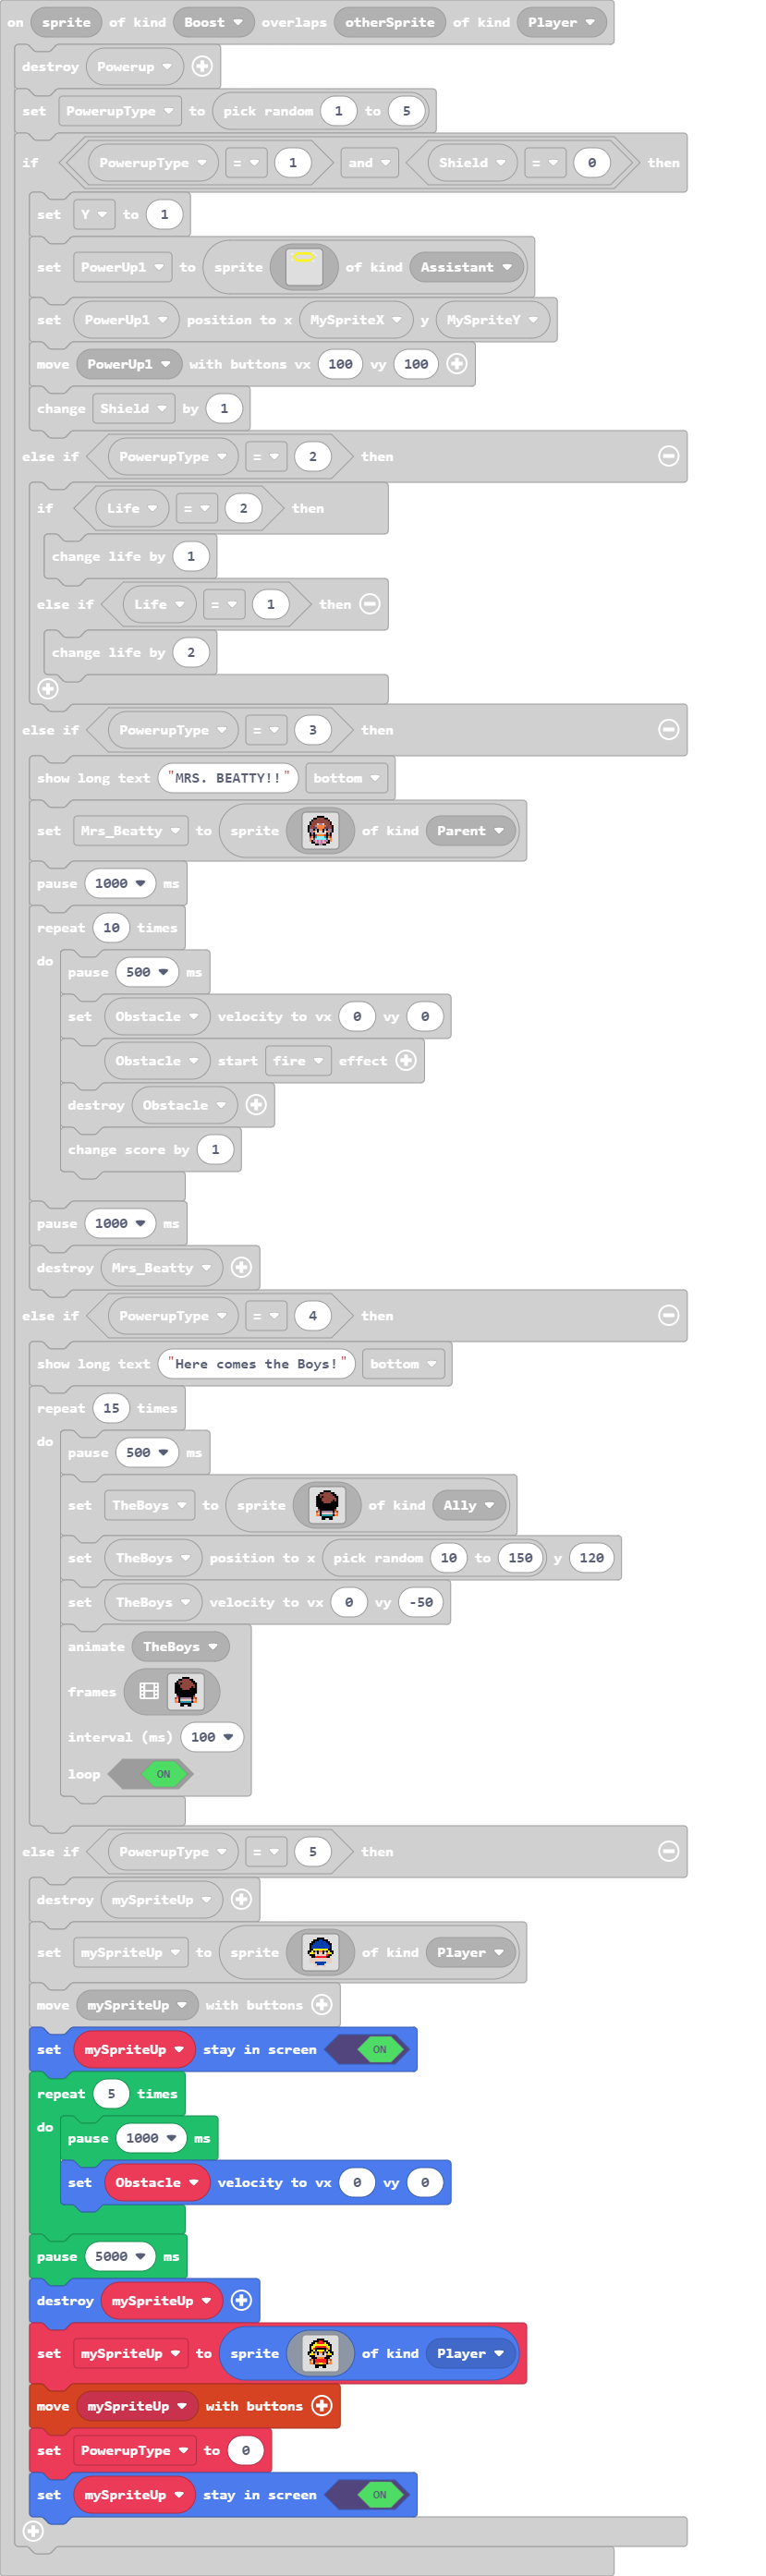 on sprite of kind Boost overlaps otherSprite of kind Player
destroy Powerup
set PowerupType to pick random 1 to 5
if PowerupType = 1 and Shield = 0 then
set Y to 1
set PowerUp1 to sprite of kind Assistant
set PowerUp1 position to x MySpriteX y MySpriteY
move PowerUp1 with buttons vx 100 vy 100
change Shield by 1
else if PowerupType = 2 then
if Life = 2 then
change life by 1
else if Life = 1 then
change life by 2
else if PowerupType = 3 then
show long text "MRS. BEATTY!!" bottom
set Mrs_Beatty to sprite of kind Parent
pause 1000 ms
repeat 10 times
do
pause 500 ms
set Obstacle velocity to vx 0 vy 0
Obstacle start fire effect
destroy Obstacle
change score by 1
pause 1000 ms
destroy Mrs_Beatty
else if PowerupType = 4 then
show long text "Here comes the Boys!" bottom
repeat 15 times
do
pause 500 ms
set TheBoys to sprite of kind Ally
set TheBoys position to x pick random 10 to 150 y 120
set TheBoys velocity to vx 0 vy -50
animate TheBoys
frames
interval (ms) 100
loop ON
else if PowerupType = 5 then
destroy mySpriteUp
set mySpriteUp to sprite of kind Player
move mySpriteUp with buttons
set mySpriteUp stay in screen ON
repeat 5 times
do
pause 1000 ms
set Obstacle velocity to vx 0 vy 0
pause 5000 ms
destroy mySpriteUp
set mySpriteUp to sprite of kind Player
move mySpriteUp with buttons
set PowerupType to 0
set mySpriteUp stay in screen ON